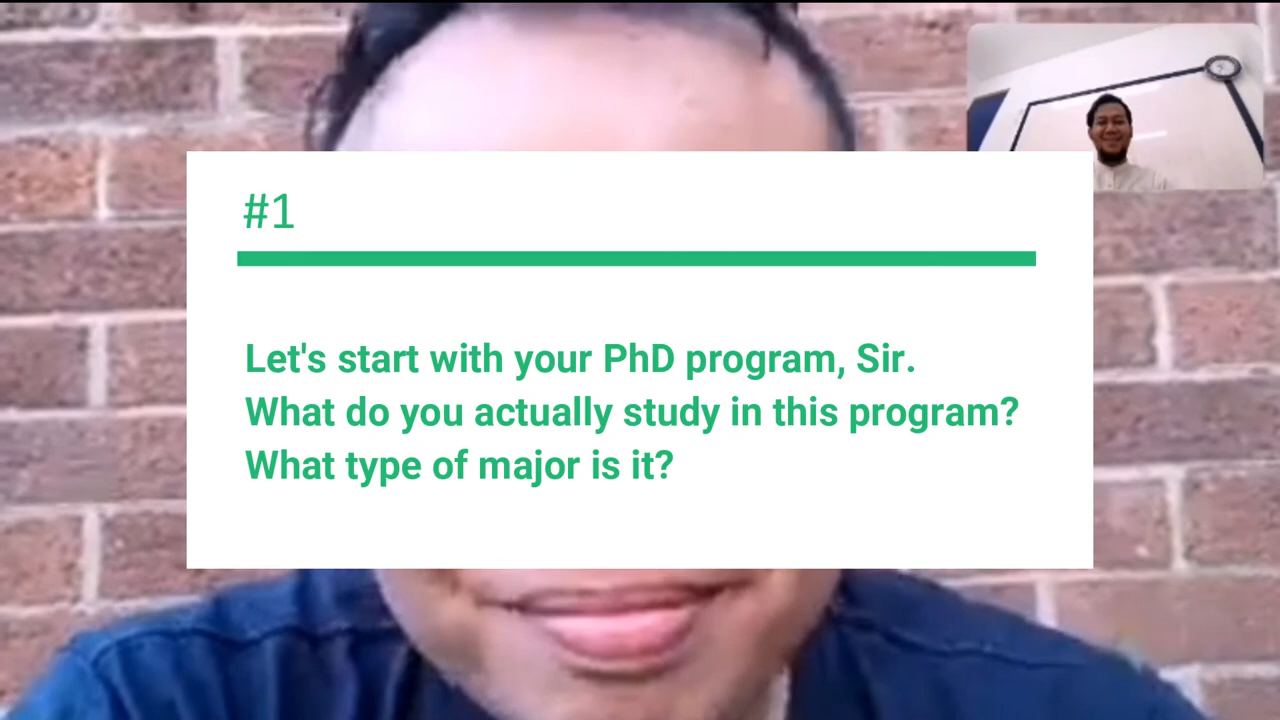 #1
Let's start with your PhD program, Sir.
What do you actually study in this program?
What type of major is it?